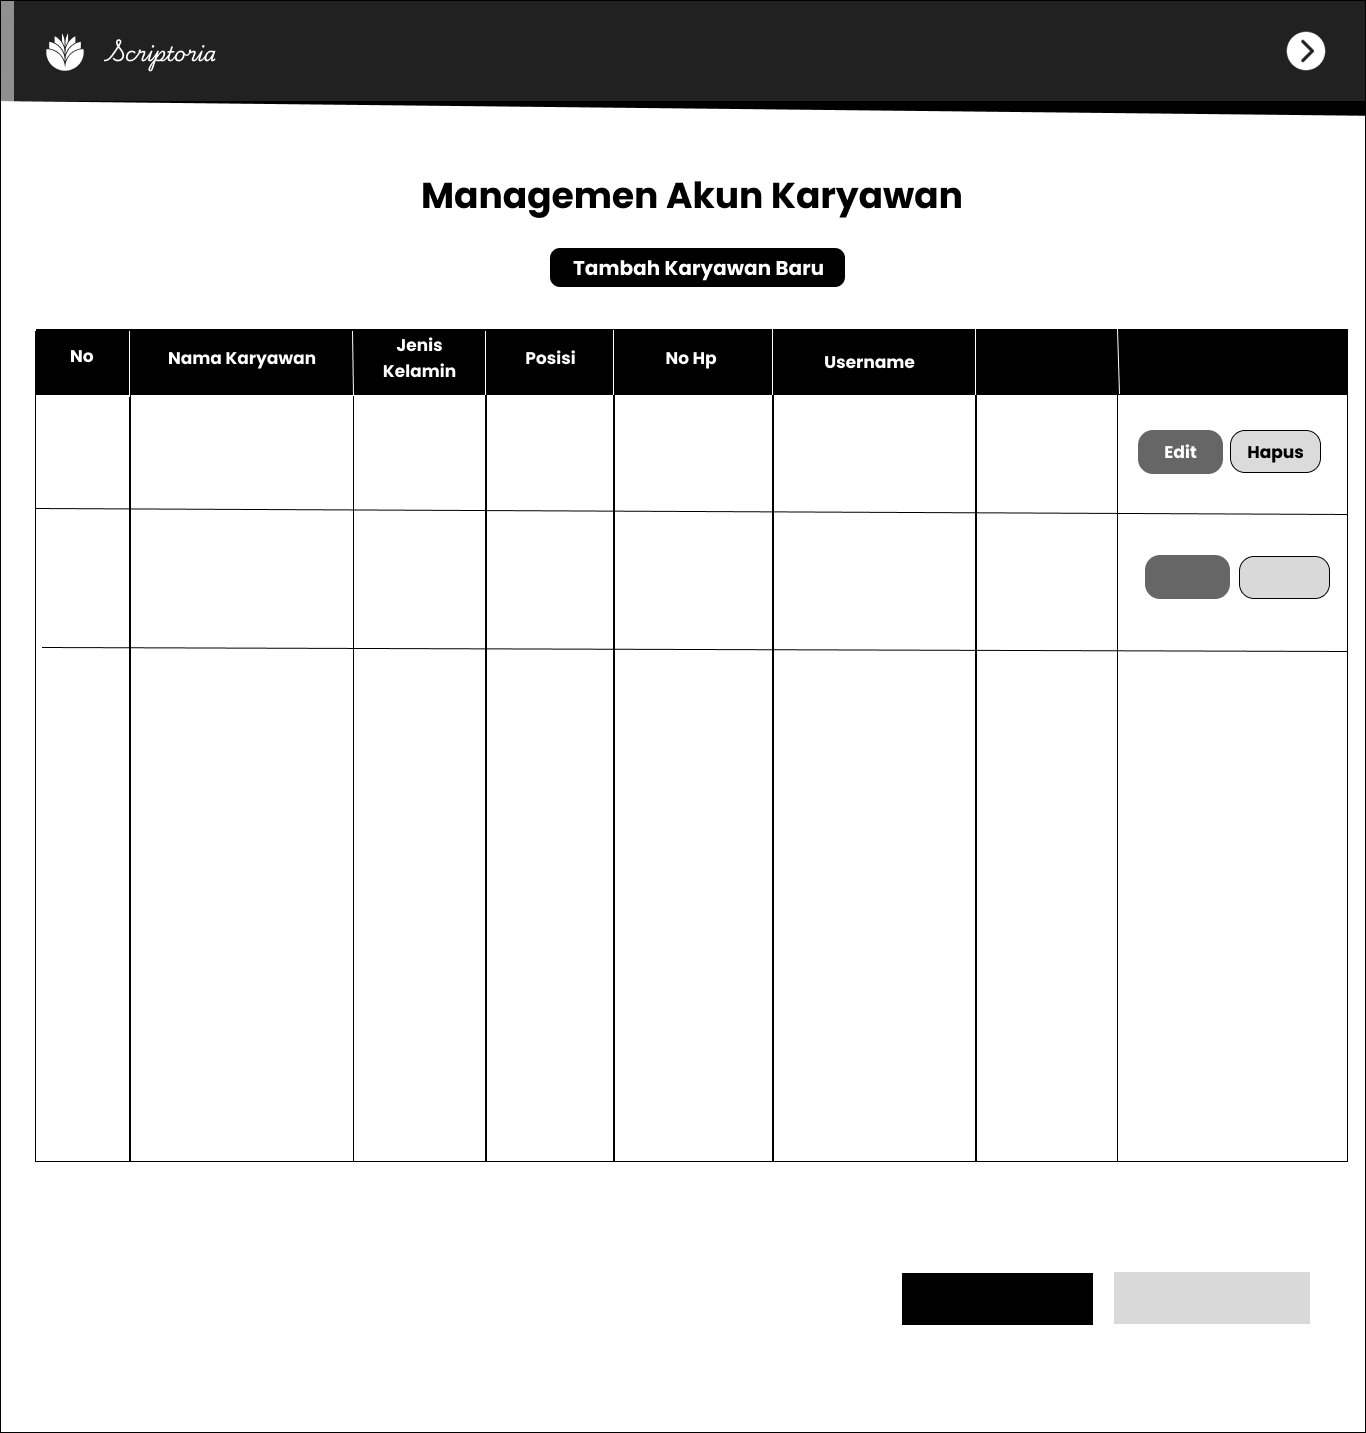 Scriptoria
Managemen Akun Karyawan
Tambah Karyawan Baru
No
Nama Karyawan
Jenis
Kelamin
Posisi
No Hp
Username
Edit
Hapus